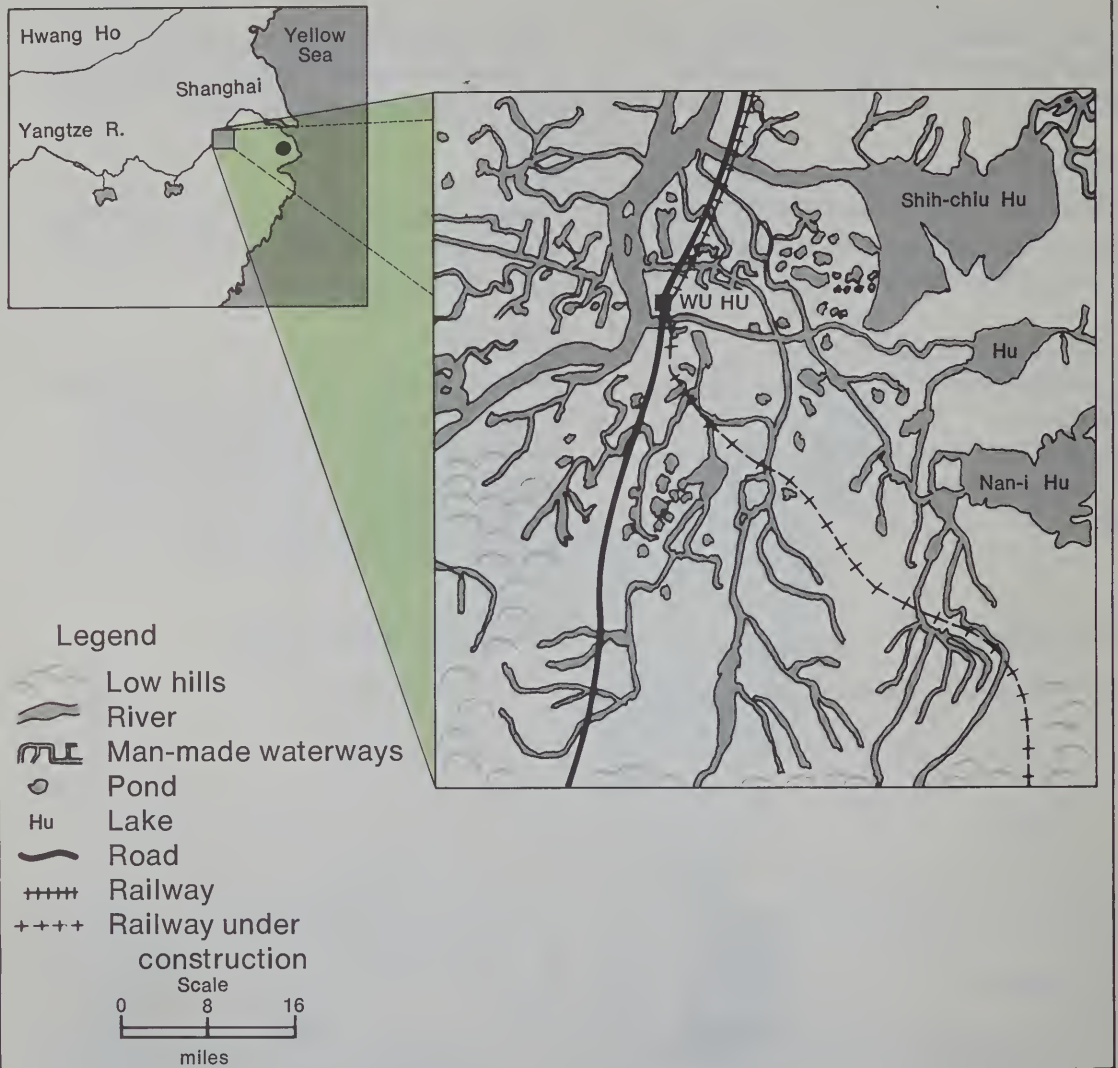 Hwang Ho
Yellow
Sea
Shanghai
Yangtze R.
Shih-chiu Hu
WU HU
Hu
Nan-i Hu
Legend
Low hills
River
Man-made waterways
Pond
Hu Lake
Road
Railway
Railway under
construction
Scale
0 8 16
miles